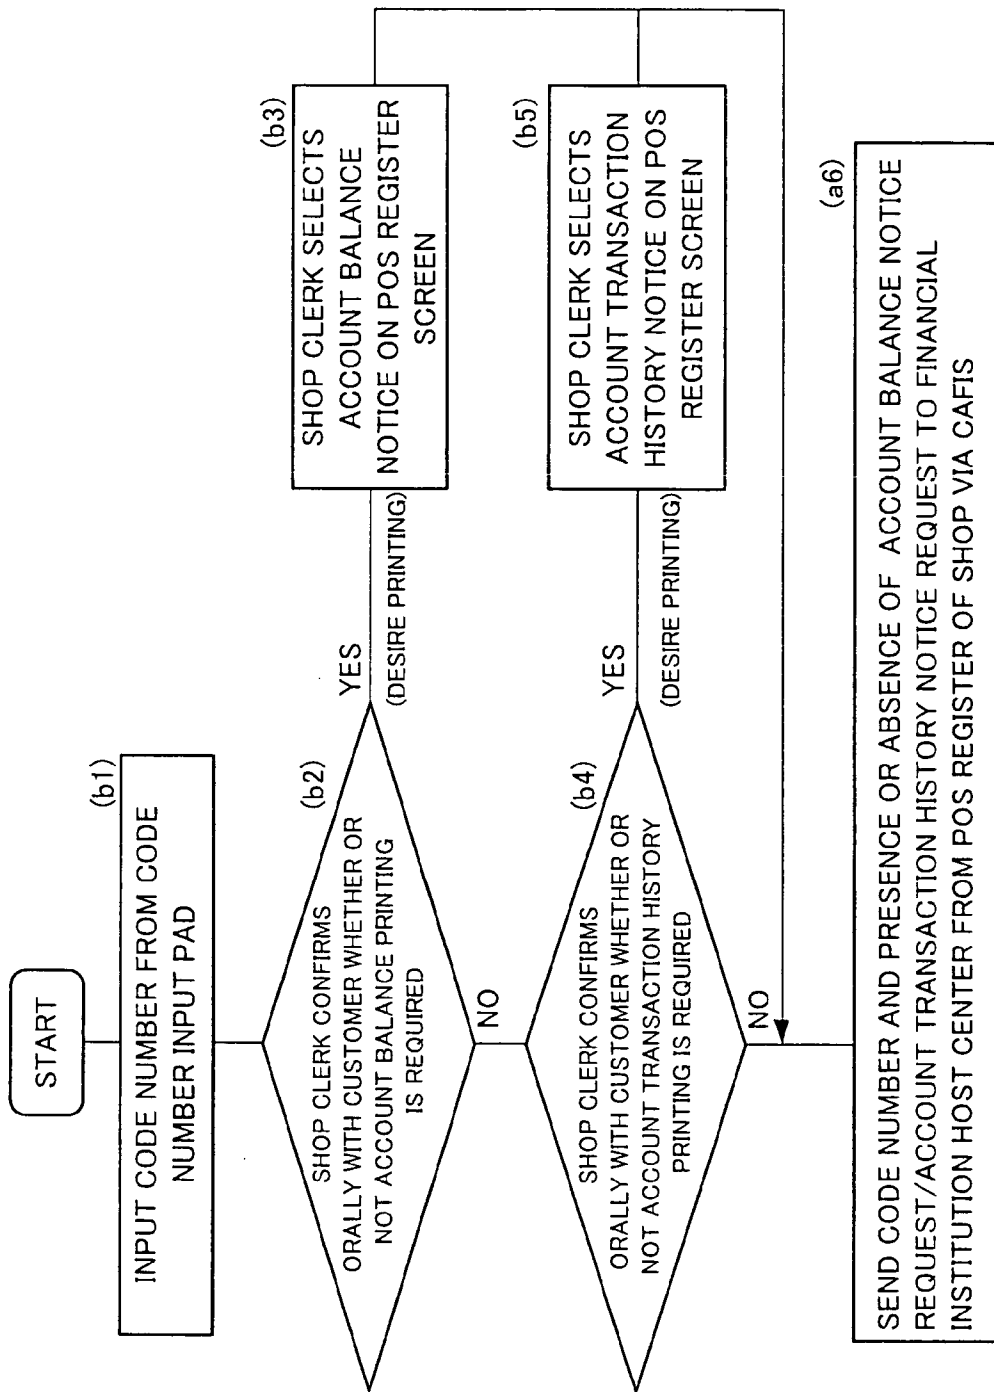 START
(b1)
INPUT CODE NUMBER FROM CODE
NUMBER INPUT PAD
(b2)
SHOP CLERK CONFIRMS
ORALLY WITH CUSTOMER WHETHER OR
NOT ACCOUNT BALANCE PRINTING
IS REQUIRED
YES
(DESIRE PRINTING)
(b3)
SHOP CLERK SELECTS
ACCOUNT BALANCE
NOTICE ON POS REGISTER
SCREEN
NO
(b4)
SHOP CLERK CONFIRMS
ORALLY WITH CUSTOMER WHETHER OR
NOT ACCOUNT TRANSACTION HISTORY
PRINTING IS REQUIRED
YES
(DESIRE PRINTING)
(b5)
SHOP CLERK SELECTS
ACCOUNT TRANSACTION
HISTORY NOTICE ON POS
REGISTER SCREEN
NO
(a6)
SEND CODE NUMBER AND PRESENCE OR ABSENCE OF ACCOUNT BALANCE NOTICE
REQUEST/ACCOUNT TRANSACTION HISTORY NOTICE REQUEST TO FINANCIAL
INSTITUTION HOST CENTER FROM POS REGISTER OF SHOP VIA CAFIS